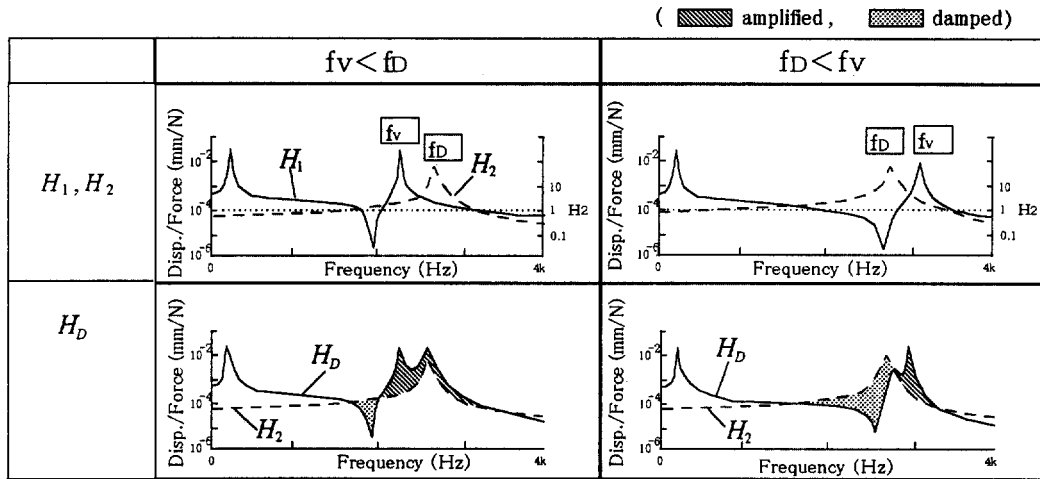 ( amplified, damped)
fv<fD
fD<fv
H1, H2
Disp./Force (mm/N)
10-2
10-4
10-6
0
Frequency (Hz)
4k
H1
fv
fD
H2
10
1
0.1
H2
Disp./Force (mm/N)
10-2
10-4
10-6
0
Frequency (Hz)
4k
fD
fv
10
1
0.1
H2
HD
Disp./Force (mm/N)
10-2
10-4
10-6
0
Frequency (Hz)
4k
HD
H2
Disp./Force (mm/N)
10-2
10-4
10-6
0
Frequency (Hz)
4k
HD
H2